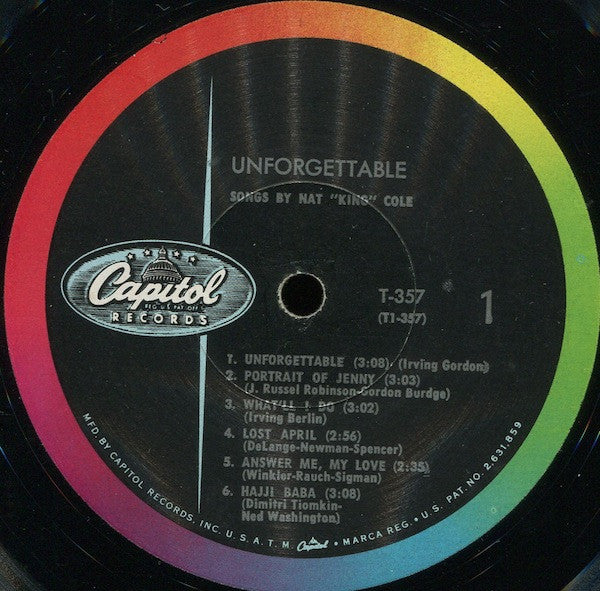 UNFORGETTABLE
SONGS BY NAT "KING" COLE
Capitol
REG. U.S. PAT. OFF.
RECORDS
T-357
(T1-357)
1
1. UNFORGETTABLE (3:08) (Irving Gordon)
2. PORTRAIT OF JENNY (3:03)
(J. Russel Robinson-Gordon Burdge)
3. WHAT'LL I DO (3:02)
(Irving Berlin)
4. LOST APRIL (2:56)
(DeLange-Newman-Spencer)
5. ANSWER ME, MY LOVE (2:35)
(Winkler-Rauch-Sigman)
6. HAJJI BABA (3:08)
(Dimitri Tiomkin-
Ned Washington)
MFD. BY CAPITOL RECORDS, INC. U.S.A. T.M. Capitol • MARCA REG. • U.S. PAT. NO. 2,631,859